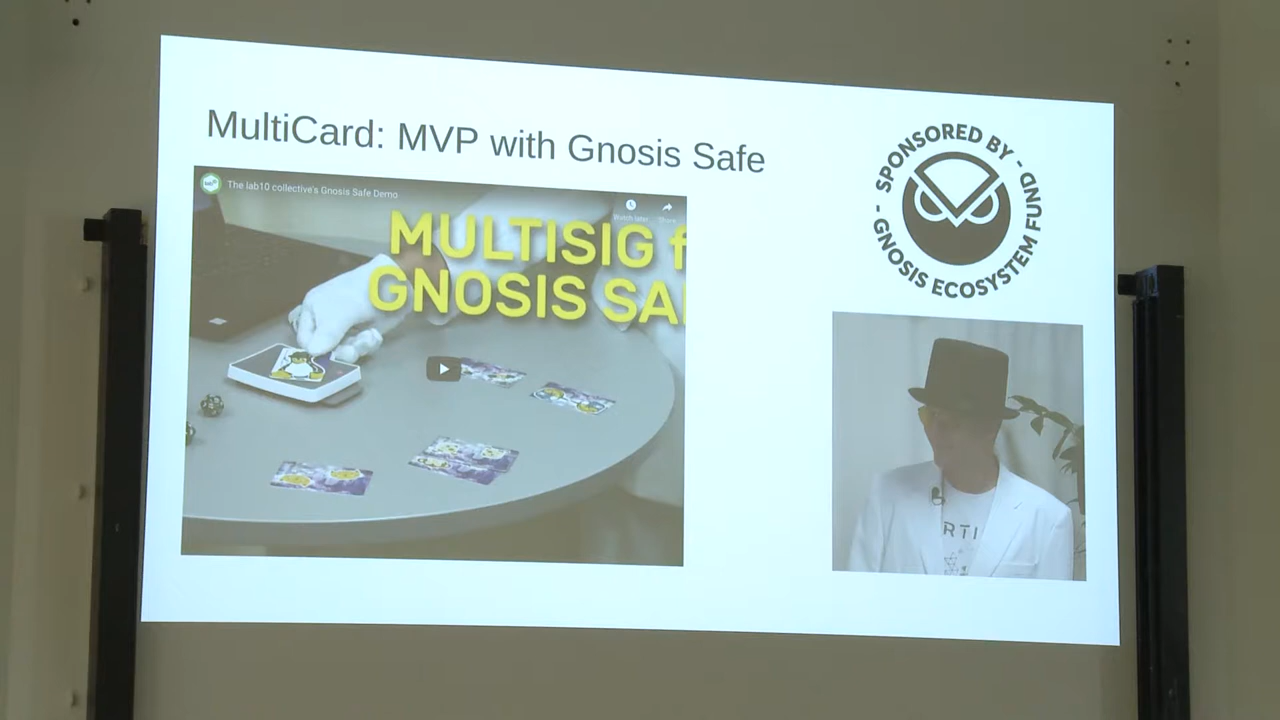 MultiCard: MVP with Gnosis Safe
SPONSORED BY - GNOSIS ECOSYSTEM FUND -
The lab10 collective's Gnosis Safe Demo
Watch later
Share
MULTISIG f
GNOSIS SA
RTI